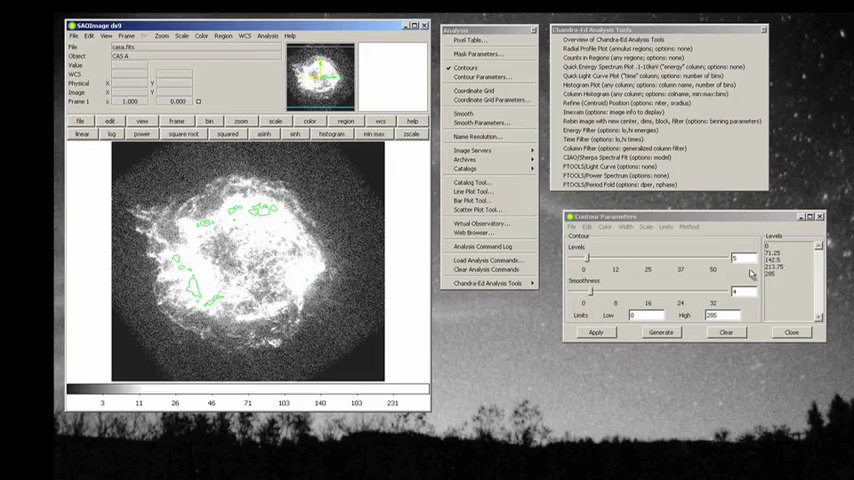 SAOImage ds9
File Edit View Frame Bin Zoom Scale Color Region WCS Analysis Help
File casa.fits
Object CAS A
Value
WCS
Physical X Y
Image X Y
Frame 1 1.000 0.000
file edit view frame bin zoom scale color region wcs help
linear log power square root squared asinh sinh histogram min max zscale
3 11 26 46 71 103 140 183 231
Analysis
Pixel Table...
Mask Parameters...
Contours
Contour Parameters...
Coordinate Grid
Coordinate Grid Parameters...
Smooth
Smooth Parameters...
Name Resolution...
Image Servers
Archives
Catalogs
Catalog Tool...
Line Plot Tool...
Bar Plot Tool...
Scatter Plot Tool...
Virtual Observatory...
Web Browser...
Analysis Command Log
Load Analysis Commands...
Clear Analysis Commands
Chandra-Ed Analysis Tools
Chandra-Ed Analysis Tools
Overview of Chandra-Ed Analysis Tools
Radial Profile Plot (annulus regions; options: none)
Counts in Regions (any regions; options: none)
Quick Energy Spectrum Plot .1-10keV ("energy" column; options: none)
Quick Light Curve Plot ("time" column; options: number of bins)
Histogram Plot (any column; options: column name, number of bins)
Column Histogram (any column; options: colname, min:max:bins)
Refine (Centroid) Position (options: niter, sradius)
Imexam (options: image info to display)
Rebin image with new center, dims, block, filter (options: binning parameters)
Energy Filter (options: lo,hi energies)
Time Filter (options: lo,hi times)
Column Filter (options: generalized column filter)
CIAO/Sherpa Spectral Fit (options: model)
FTOOLS/Light Curve (options: none)
FTOOLS/Power Spectrum (options: none)
FTOOLS/Period Fold (options: dper, nphase)
Contour Parameters
File Edit Color Width Scale Limits Method
Contour
Levels
5
0 12 25 37 50
Smoothness
4
0 8 16 24 32
Limits Low 0 High 285
Apply Generate Clear Close
Levels
0
71.25
142.5
213.75
285